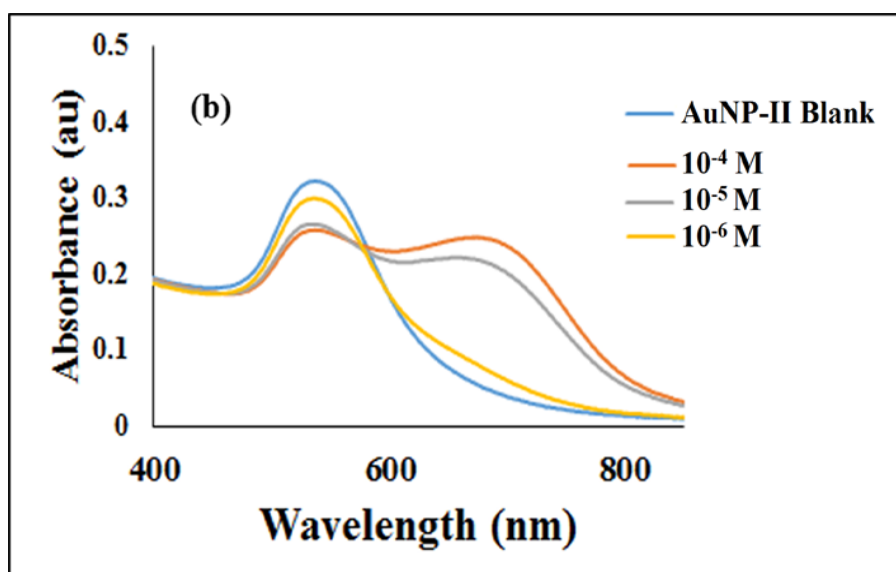 0.5
(b)
0.4
0.3
0.2
0.1
0
Absorbance (au)
400
600
800
Wavelength (nm)
AuNP-II Blank
10⁻⁴ M
10⁻⁵ M
10⁻⁶ M